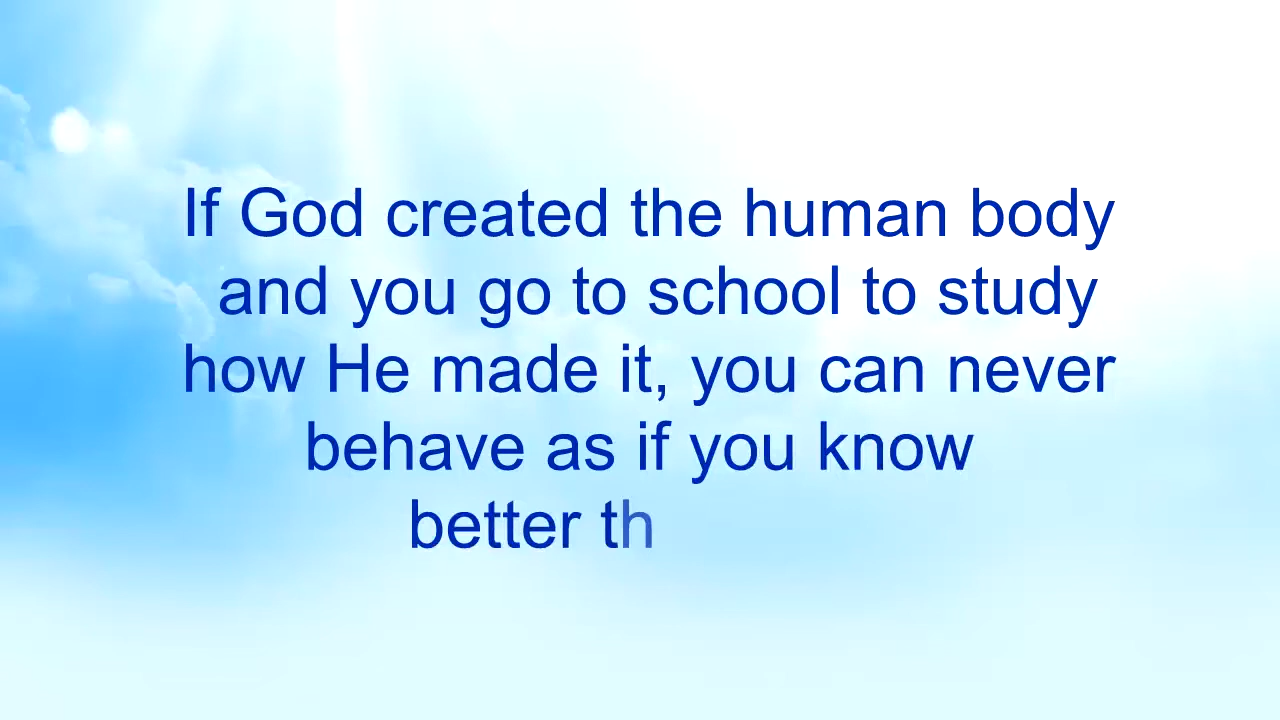 If God created the human body
and you go to school to study
how He made it, you can never
behave as if you know
better th